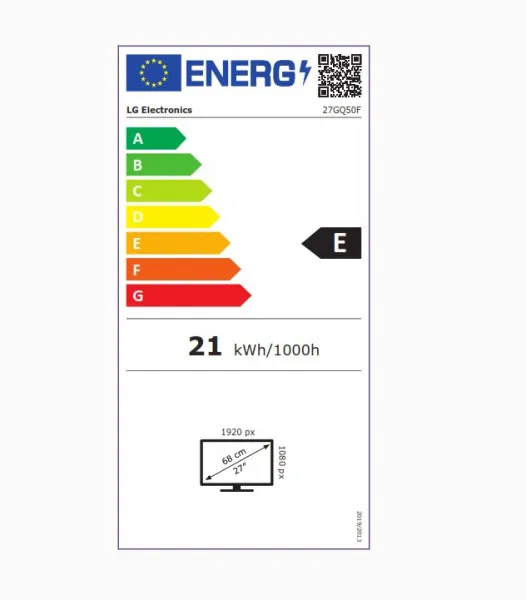 ENERG
LG Electronics 27GQ50F
A
B
C
D
E
E
F
G
21 kWh/1000h
1920 px
1080 px
68 cm
27"
2019/2013